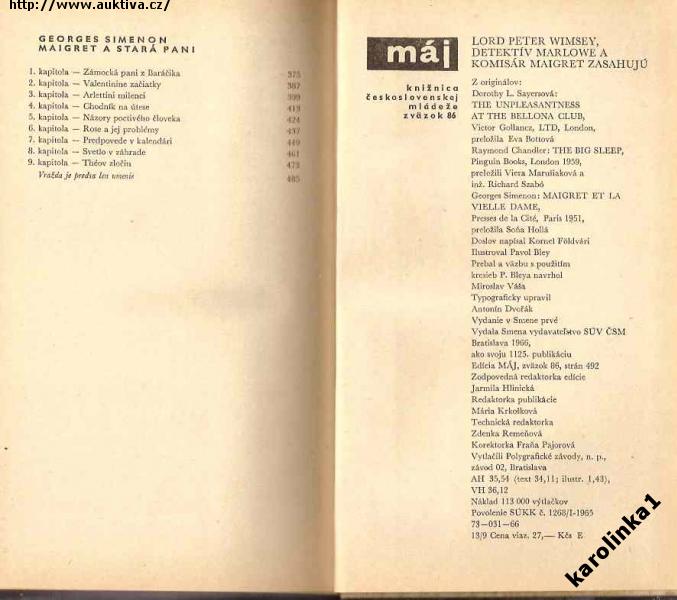 http://www.auktiva.cz/
GEORGES SIMENON
MAIGRET A STARÁ PANI
1. kapitola — Zámocká pani z Baráčika - 375
2. kapitola — Valentinine začiatky - 387
3. kapitola — Arlettini milenci - 399
4. kapitola — Chodník na útese - 413
5. kapitola — Názory poctivého človeka - 424
6. kapitola — Rose a jej problémy - 437
7. kapitola — Predpovede v kalendári - 449
8. kapitola — Svetlo v záhrade - 461
9. kapitola — Théov zločin - 473
Vražda je predsa len umenie - 485
máj
knižnica
československej
mládeže
zväzok 86
LORD PETER WIMSEY,
DETEKTÍV MARLOWE A
KOMISÁR MAIGRET ZASAHUJÚ
Z originálov:
Dorothy L. Sayersová:
THE UNPLEASANTNESS
AT THE BELLONA CLUB,
Victor Gollancz, LTD, London,
preložila Eva Bottová
Raymond Chandler: THE BIG SLEEP,
Pinguin Books, London 1959,
preložili Viera Marušiaková a
inž. Richard Szabó
Georges Simenon: MAIGRET ET LA
VIELLE DAME,
Presses de la Cité, Paris 1951,
preložila Soňa Hollá
Doslov napísal Kornel Földvári
Ilustroval Pavol Bley
Prebal a väzbu s použitím
kresieb P. Bleya navrhol
Miroslav Váša
Typograficky upravil
Antonín Dvořák
Vydanie v Smene prvé
Vydala Smena vydavateľstvo SÚV ČSM
Bratislava 1966,
ako svoju 1125. publikáciu
Edícia MÁJ, zväzok 86, strán 492
Zodpovedná redaktorka edície
Jarmila Hlinická
Redaktorka publikácie
Mária Krkošková
Technická redaktorka
Zdenka Remeňová
Korektorka Fraňa Pajorová
Vytlačili Polygrafické závody, n. p.,
závod 02, Bratislava
AH 35,54 (text 34,11; ilustr. 1,43),
VH 36,12
Náklad 113 000 výtlačkov
Povolenie SÚKK č. 1268/I-1965
73—031—66
13/9 Cena viaz. 27,— Kčs E
karolinka1